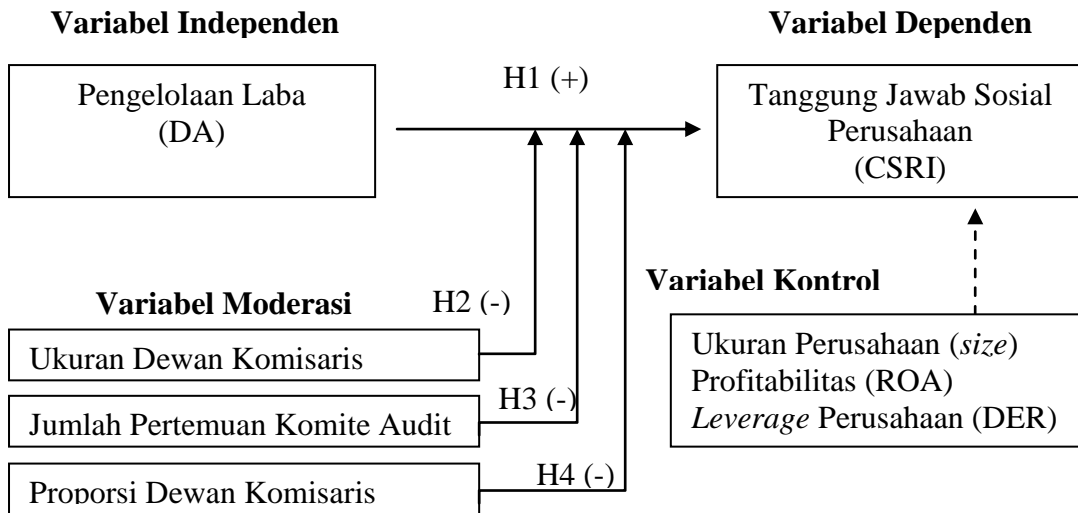 Variabel Independen
Pengelolaan Laba
(DA)
H1 (+)
Variabel Dependen
Tanggung Jawab Sosial
Perusahaan
(CSRI)
Variabel Moderasi
H2 (-)
Ukuran Dewan Komisaris
H3 (-)
Jumlah Pertemuan Komite Audit
H4 (-)
Proporsi Dewan Komisaris
Variabel Kontrol
Ukuran Perusahaan (size)
Profitabilitas (ROA)
Leverage Perusahaan (DER)